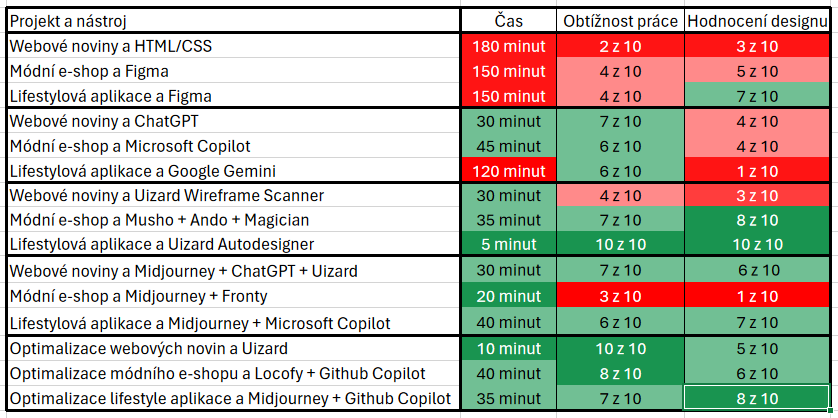 Projekt a nástroj Čas Obtížnost práce Hodnocení designu
Webové noviny a HTML/CSS 180 minut 2 z 10 3 z 10
Módní e-shop a Figma 150 minut 4 z 10 5 z 10
Lifestylová aplikace a Figma 150 minut 4 z 10 7 z 10
Webové noviny a ChatGPT 30 minut 7 z 10 4 z 10
Módní e-shop a Microsoft Copilot 45 minut 6 z 10 4 z 10
Lifestylová aplikace a Google Gemini 120 minut 6 z 10 1 z 10
Webové noviny a Uizard Wireframe Scanner 30 minut 4 z 10 3 z 10
Módní e-shop a Musho + Ando + Magician 35 minut 7 z 10 8 z 10
Lifestylová aplikace a Uizard Autodesigner 5 minut 10 z 10 10 z 10
Webové noviny a Midjourney + ChatGPT + Uizard 30 minut 7 z 10 6 z 10
Módní e-shop a Midjourney + Fronty 20 minut 3 z 10 1 z 10
Lifestylová aplikace a Midjourney + Microsoft Copilot 40 minut 6 z 10 7 z 10
Optimalizace webových novin a Uizard 10 minut 10 z 10 5 z 10
Optimalizace módního e-shopu a Locofy + Github Copilot 40 minut 8 z 10 6 z 10
Optimalizace lifestyle aplikace a Midjourney + Github Copilot 35 minut 7 z 10 8 z 10